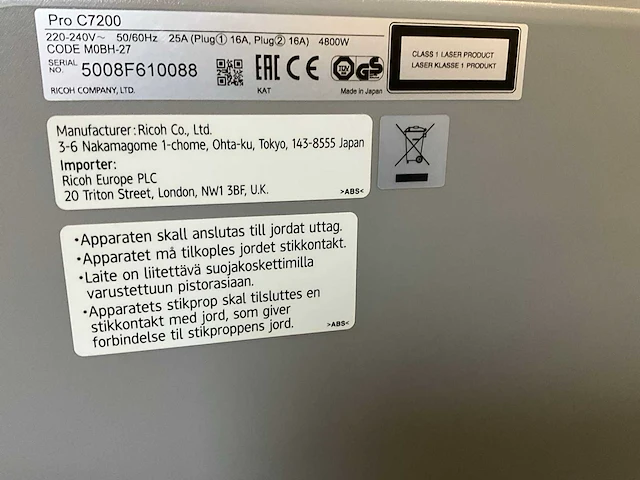 Pro C7200
220-240V~ 50/60Hz 25A (Plug① 16A, Plug② 16A) 4800W
CODE M0BH-27
SERIAL NO. 5008F610088
EAC CE
TÜV GS
KAT
RICOH COMPANY, LTD.
Made in Japan
CLASS 1 LASER PRODUCT
LASER KLASSE 1 PRODUKT
Manufacturer: Ricoh Co., Ltd.
3-6 Nakamagome 1-chome, Ohta-ku, Tokyo, 143-8555 Japan
Importer:
Ricoh Europe PLC
20 Triton Street, London, NW1 3BF, U.K.
>ABS<
•Apparaten skall anslutas till jordat uttag.
•Apparatet må tilkoples jordet stikkontakt.
•Laite on liitettävä suojakoskettimilla
varustettuun pistorasiaan.
•Apparatets stikprop skal tilsluttes en
stikkontakt med jord, som giver
forbindelse til stikproppens jord.
>ABS<